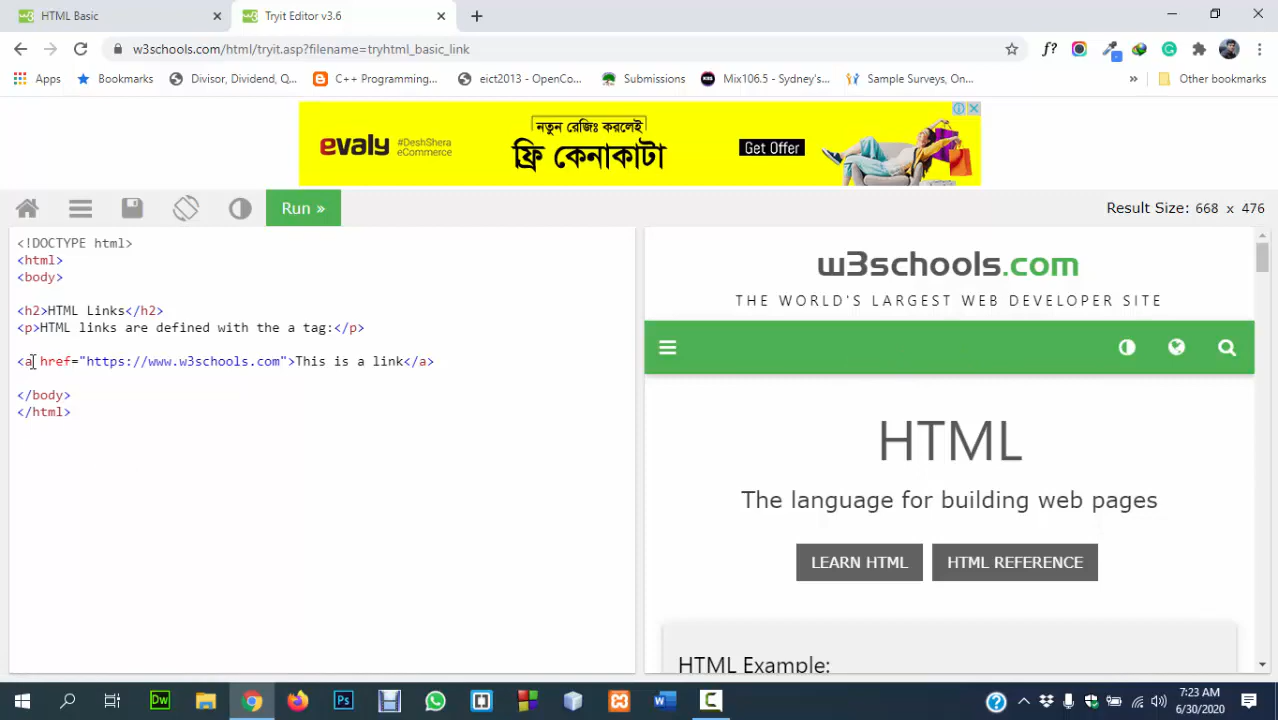 HTML Basic
Tryit Editor v3.6
w3schools.com/html/tryit.asp?filename=tryhtml_basic_link
f?
Apps
Bookmarks
Divisor, Dividend, Q...
C++ Programming...
eict2013 - OpenCo...
Submissions
Mix106.5 - Sydney's...
Sample Surveys, On...
»
Other bookmarks
evaly
#DeshShera
eCommerce
নতুন রেজিঃ করলেই
ফ্রি কেনাকাটা
Get Offer
Run »
Result Size: 668 x 476
<!DOCTYPE html>
<html>
<body>
<h2>HTML Links</h2>
<p>HTML links are defined with the a tag:</p>
<a href="https://www.w3schools.com">This is a link</a>
</body>
</html>
w3schools.com
THE WORLD'S LARGEST WEB DEVELOPER SITE
HTML
The language for building web pages
LEARN HTML
HTML REFERENCE
HTML Example:
Dw
Ps
W
C
7:23 AM
6/30/2020